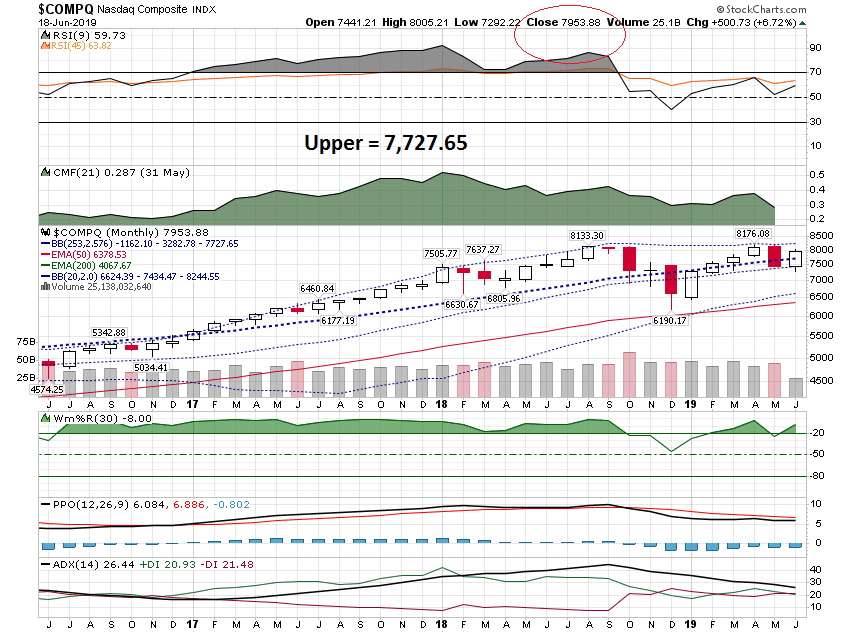 $COMPQ Nasdaq Composite INDX © StockCharts.com
18-Jun-2019 Open 7441.21 High 8005.21 Low 7292.22 Close 7953.88 Volume 25.1B Chg +500.73 (+6.72%)
RSI(9) 59.73
RSI(45) 63.82
90
70
50
30
10
Upper = 7,727.65
CMF(21) 0.287 (31 May)
0.5
0.4
0.3
0.2
$COMPQ (Monthly) 7953.88
BB(253,2.576) -1162.10 - 3282.78 - 7727.65
EMA(50) 6378.53
EMA(200) 4067.67
BB(20,2.0) 6624.39 - 7434.47 - 8244.55
Volume 25,138,032,640
8133.30
8176.08
7505.77
7637.27
6460.84
6177.19
6630.67
6805.96
6190.17
5342.88
5034.41
4574.25
8500
8000
7500
7000
6500
6000
5500
5000
4500
75B
50B
25B
J J A S O N D 17 F M A M J J A S O N D 18 F M A M J J A S O N D 19 F M A M J
Wm%R(30) -8.00
-20
-50
-80
PPO(12,26,9) 6.084, 6.886, -0.802
10
5
0
ADX(14) 26.44 +DI 20.93 -DI 21.48
40
30
20
10
J J A S O N D 17 F M A M J J A S O N D 18 F M A M J J A S O N D 19 F M A M J